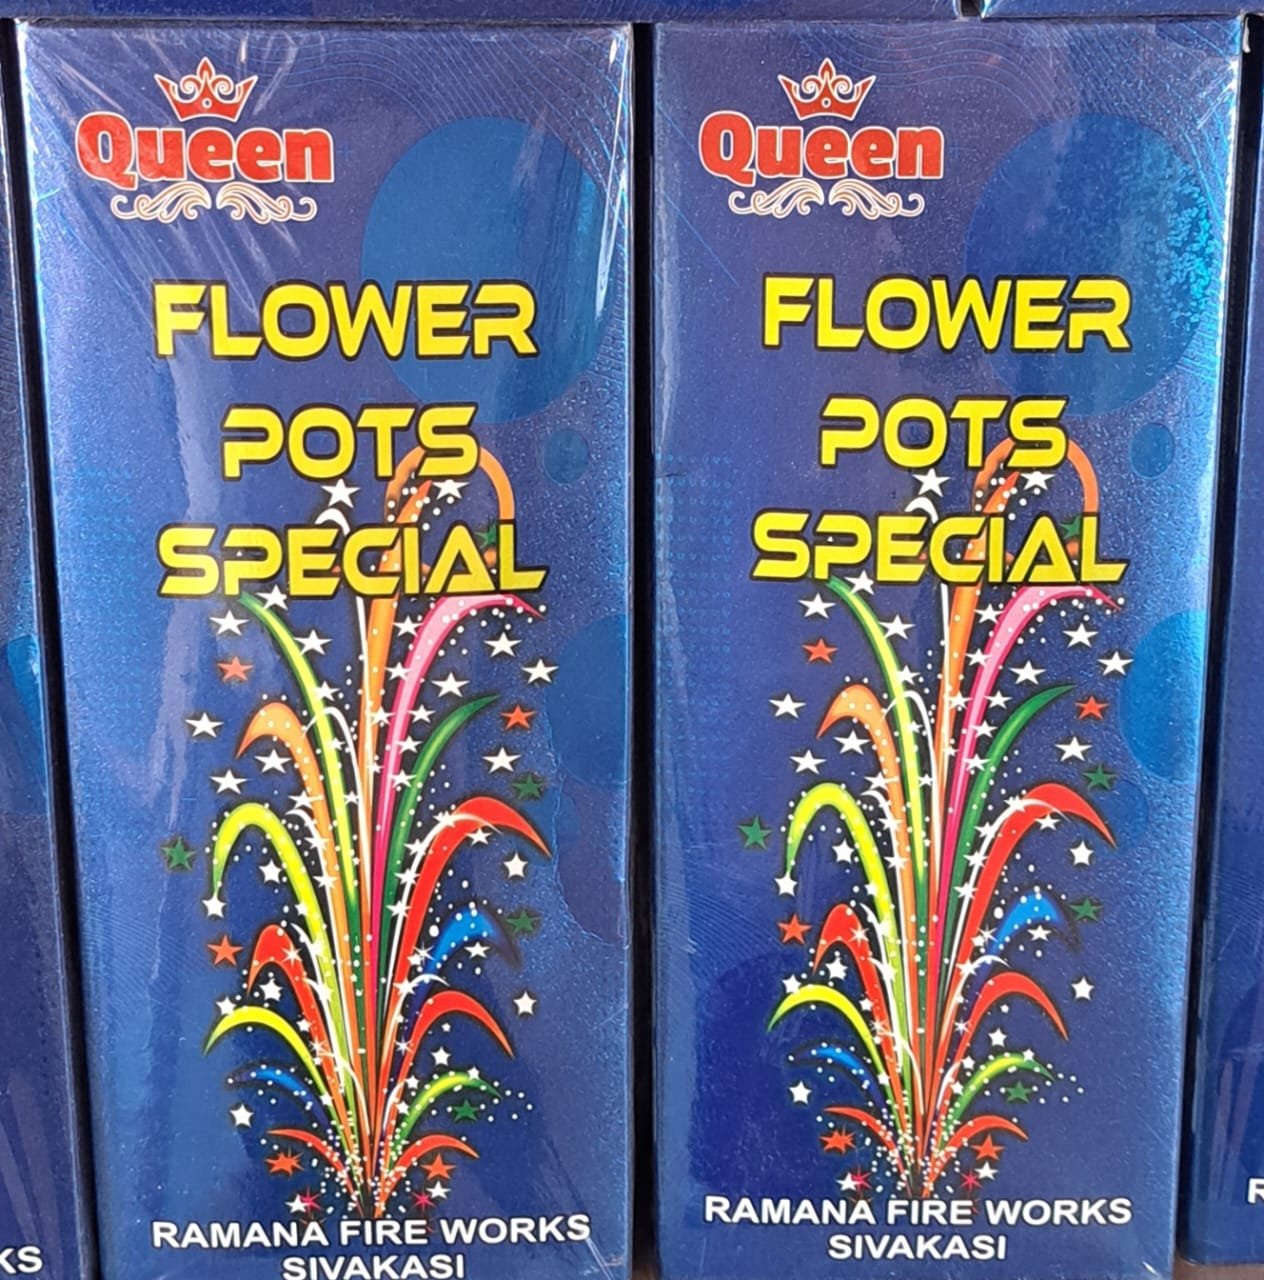 Queen
FLOWER
POTS
SPECIAL
RAMANA FIRE WORKS
SIVAKASI
Queen
FLOWER
POTS
SPECIAL
RAMANA FIRE WORKS
SIVAKASI